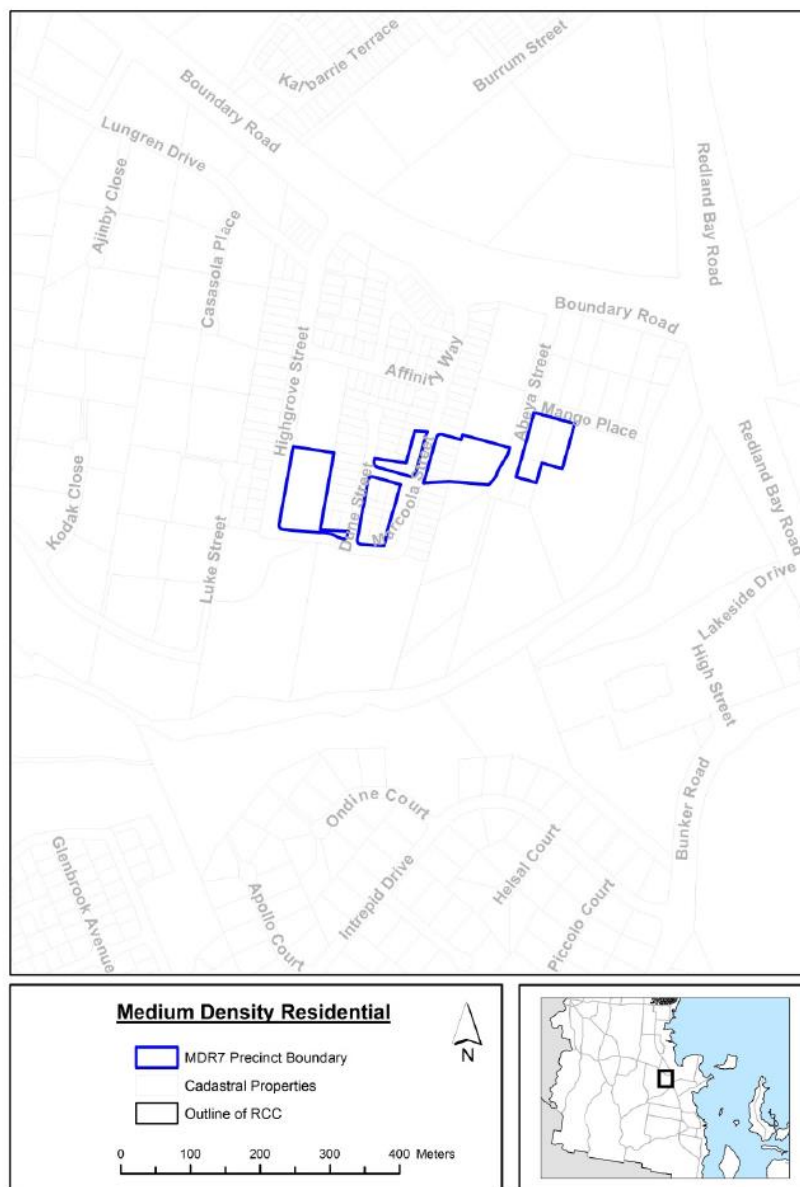 Karbarrie Terrace
Burrum Street
Boundary Road
Lungren Drive
Ajinby Close
Casasola Place
Redland Bay Road
Boundary Road
Highgrove Street
Affinity Way
Abeya Street
Mango Place
Redland Bay Road
Kodak Close
Luke Street
Dune Street
Marcoola Street
Lakeside Drive
High Street
Bunker Road
Ondine Court
Intrepid Drive
Helsal Court
Piccolo Court
Apollo Court
Glenbrook Avenue
Medium Density Residential
N
MDR7 Precinct Boundary
Cadastral Properties
Outline of RCC
0 100 200 300 400 Meters